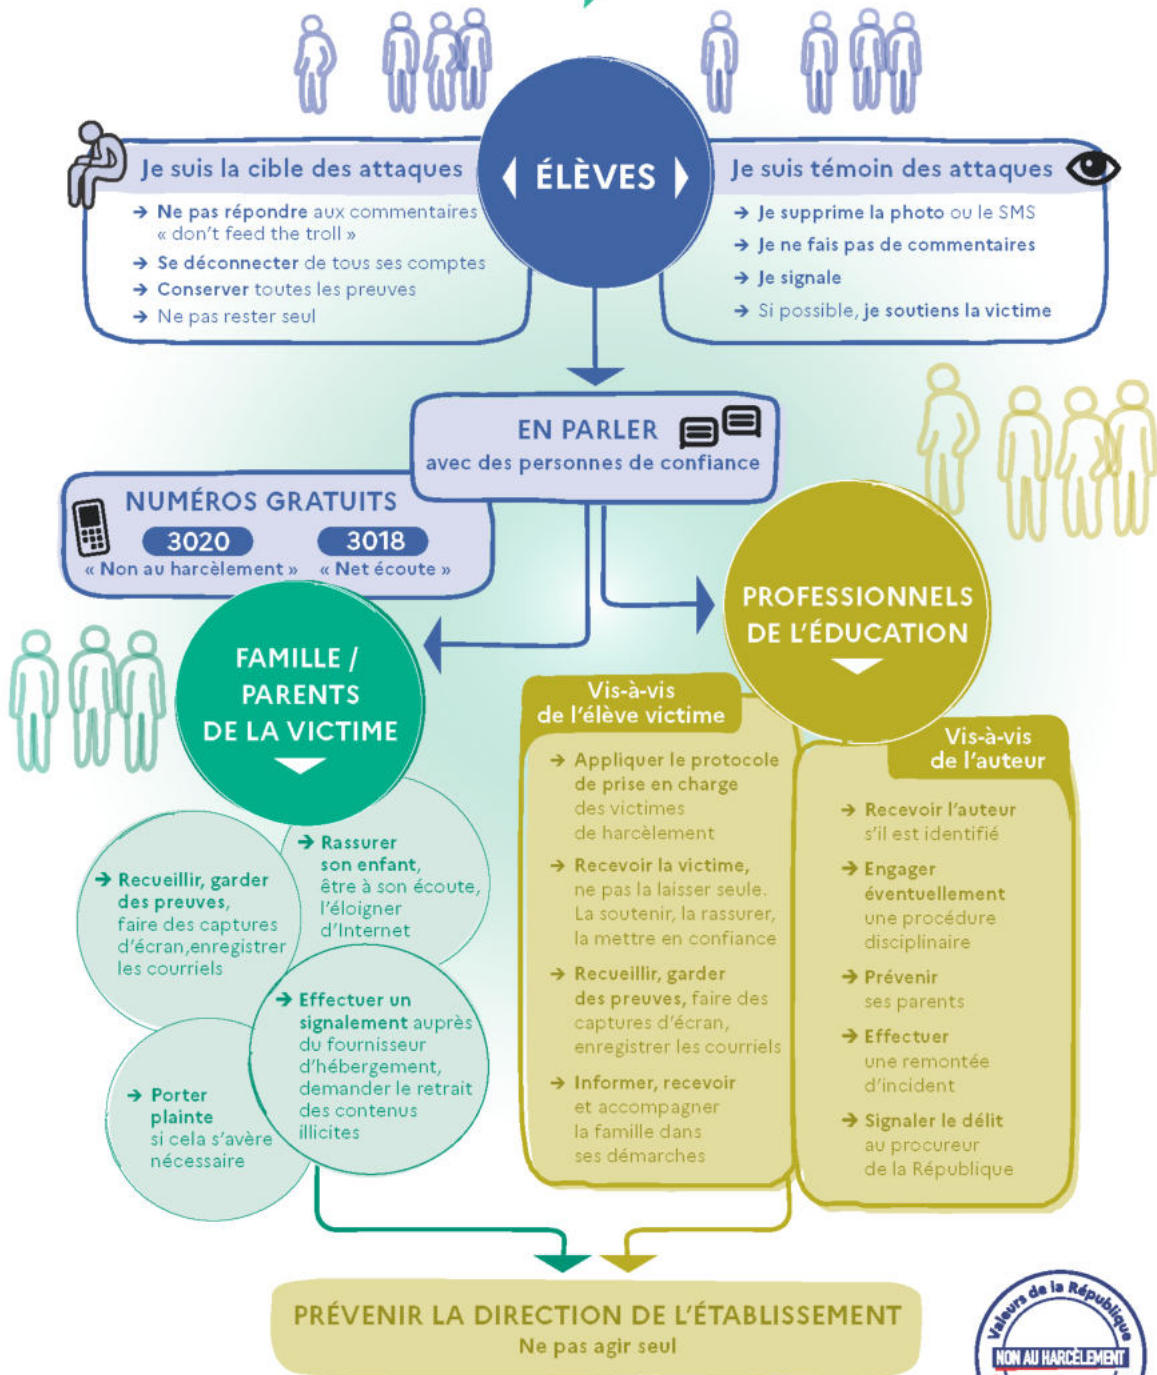 ÉLÈVES
Je suis la cible des attaques
→ Ne pas répondre aux commentaires
« don't feed the troll »
→ Se déconnecter de tous ses comptes
→ Conserver toutes les preuves
→ Ne pas rester seul
Je suis témoin des attaques
→ Je supprime la photo ou le SMS
→ Je ne fais pas de commentaires
→ Je signale
→ Si possible, je soutiens la victime
EN PARLER
avec des personnes de confiance
NUMÉROS GRATUITS
3020 3018
« Non au harcèlement » « Net écoute »
FAMILLE /
PARENTS
DE LA VICTIME
→ Rassurer
son enfant,
être à son écoute,
l'éloigner
d'Internet
→ Recueillir, garder
des preuves,
faire des captures
d'écran,enregistrer
les courriels
→ Effectuer un
signalement auprès
du fournisseur
d'hébergement,
demander le retrait
des contenus
illicites
→ Porter
plainte
si cela s'avère
nécessaire
PROFESSIONNELS
DE L'ÉDUCATION
Vis-à-vis
de l'élève victime
→ Appliquer le protocole
de prise en charge
des victimes
de harcèlement
→ Recevoir la victime,
ne pas la laisser seule.
La soutenir, la rassurer,
la mettre en confiance
→ Recueillir, garder
des preuves, faire des
captures d'écran,
enregistrer les courriels
→ Informer, recevoir
et accompagner
la famille dans
ses démarches
Vis-à-vis
de l'auteur
→ Recevoir l'auteur
s'il est identifié
→ Engager
éventuellement
une procédure
disciplinaire
→ Prévenir
ses parents
→ Effectuer
une remontée
d'incident
→ Signaler le délit
au procureur
de la République
PRÉVENIR LA DIRECTION DE L'ÉTABLISSEMENT
Ne pas agir seul
Valeurs de la République
NON AU HARCÈLEMENT